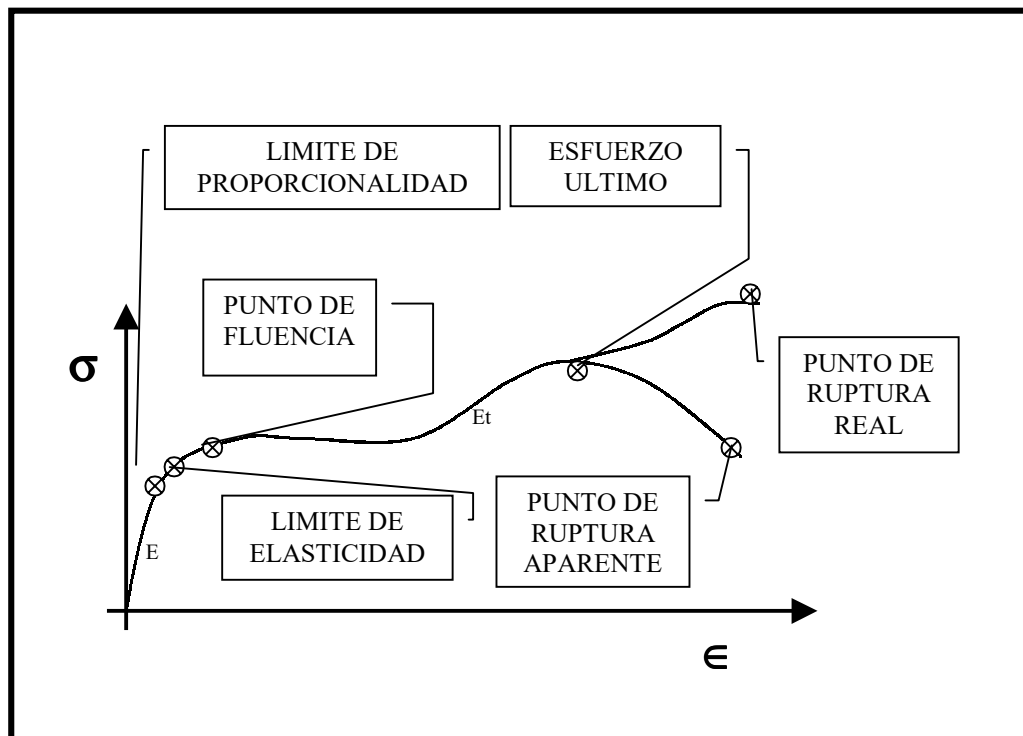 LIMITE DE
PROPORCIONALIDAD
ESFUERZO
ULTIMO
PUNTO DE
FLUENCIA
σ
PUNTO DE
RUPTURA
REAL
Et
LIMITE DE
ELASTICIDAD
PUNTO DE
RUPTURA
APARENTE
E
∈